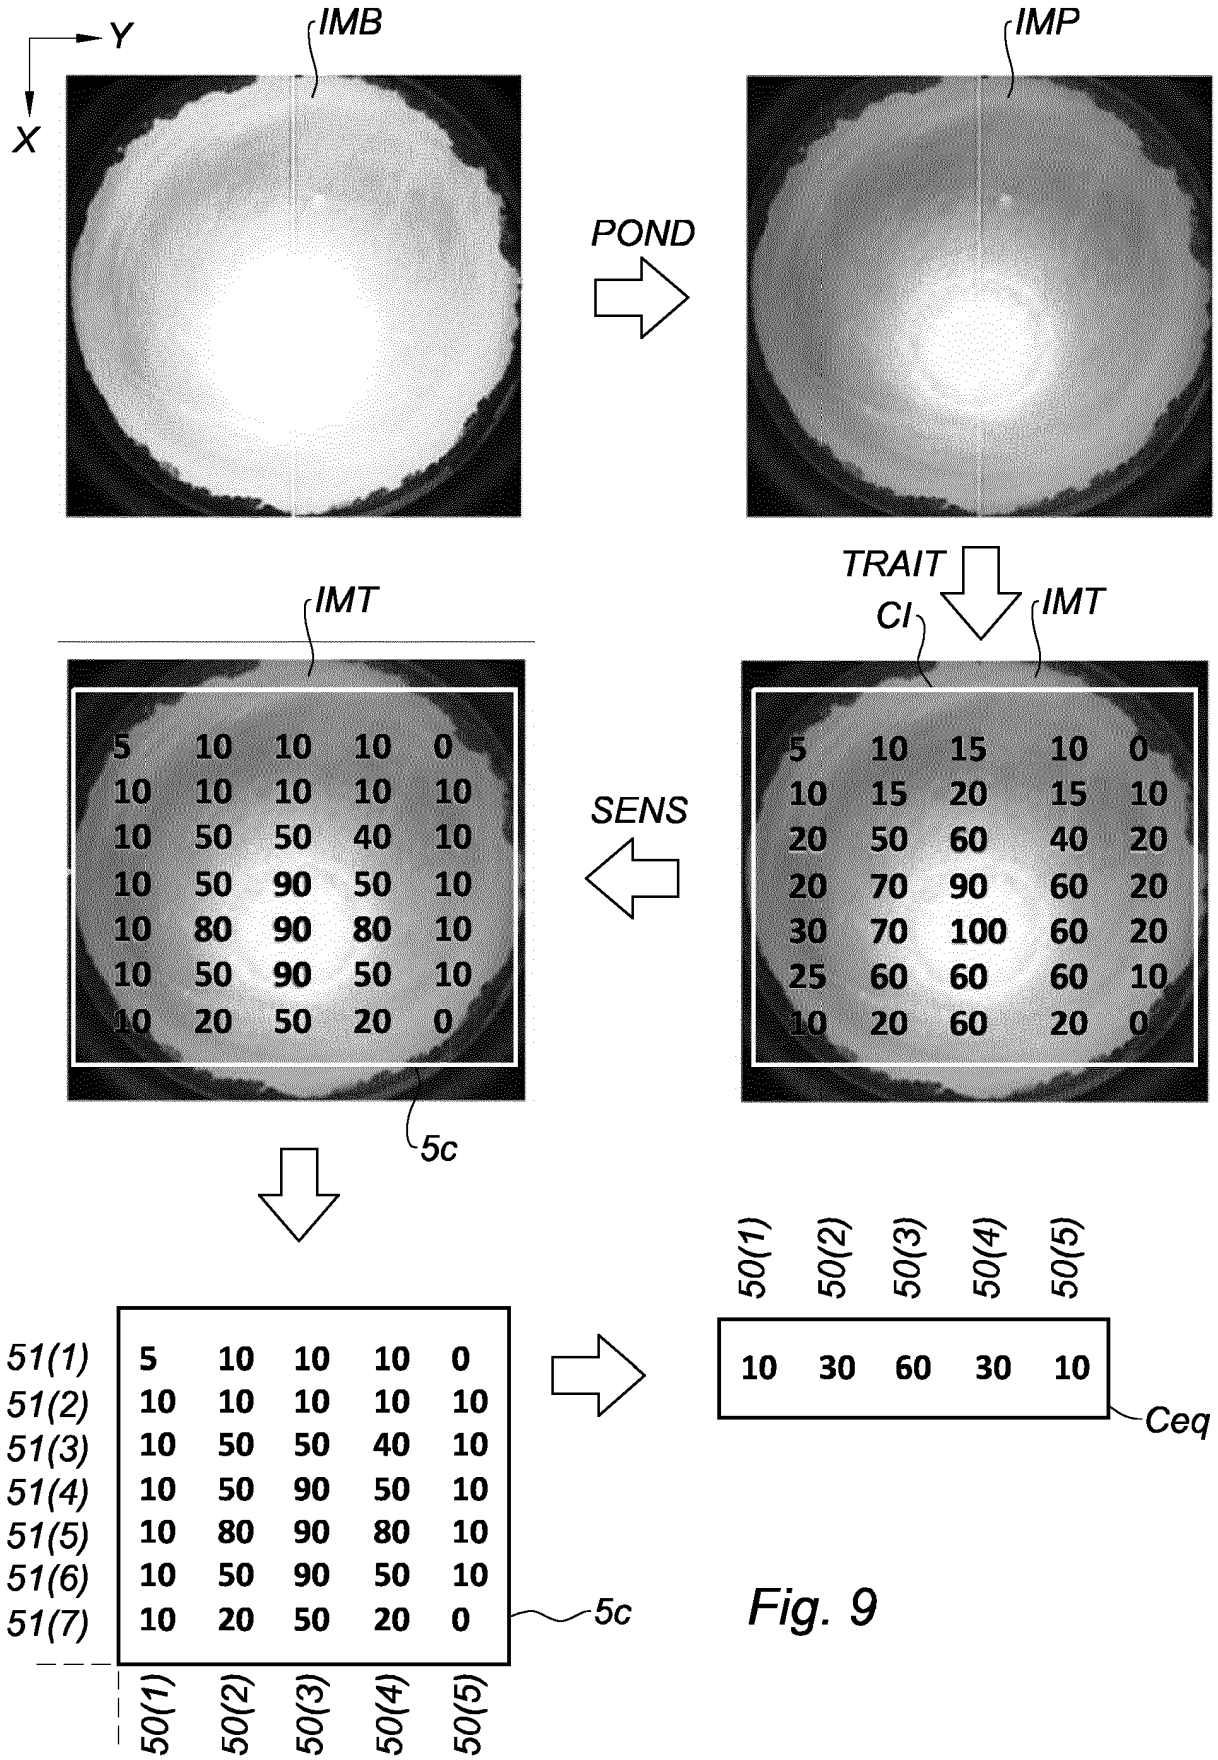 Y
X
IMB
IMP
POND
TRAIT
IMT
CI
IMT
5 10 10 10 0
10 10 10 10 10
10 50 50 40 10
10 50 90 50 10
10 80 90 80 10
10 50 90 50 10
10 20 50 20 0
5c
SENS
5 10 15 10 0
10 15 20 15 10
20 50 60 40 20
20 70 90 60 20
30 70 100 60 20
25 60 60 60 10
10 20 60 20 0
51(1) 5 10 10 10 0
51(2) 10 10 10 10 10
51(3) 10 50 50 40 10
51(4) 10 50 90 50 10
51(5) 10 80 90 80 10
51(6) 10 50 90 50 10
51(7) 10 20 50 20 0
50(1) 50(2) 50(3) 50(4) 50(5)
5c
50(1) 50(2) 50(3) 50(4) 50(5)
10 30 60 30 10
Ceq
Fig. 9